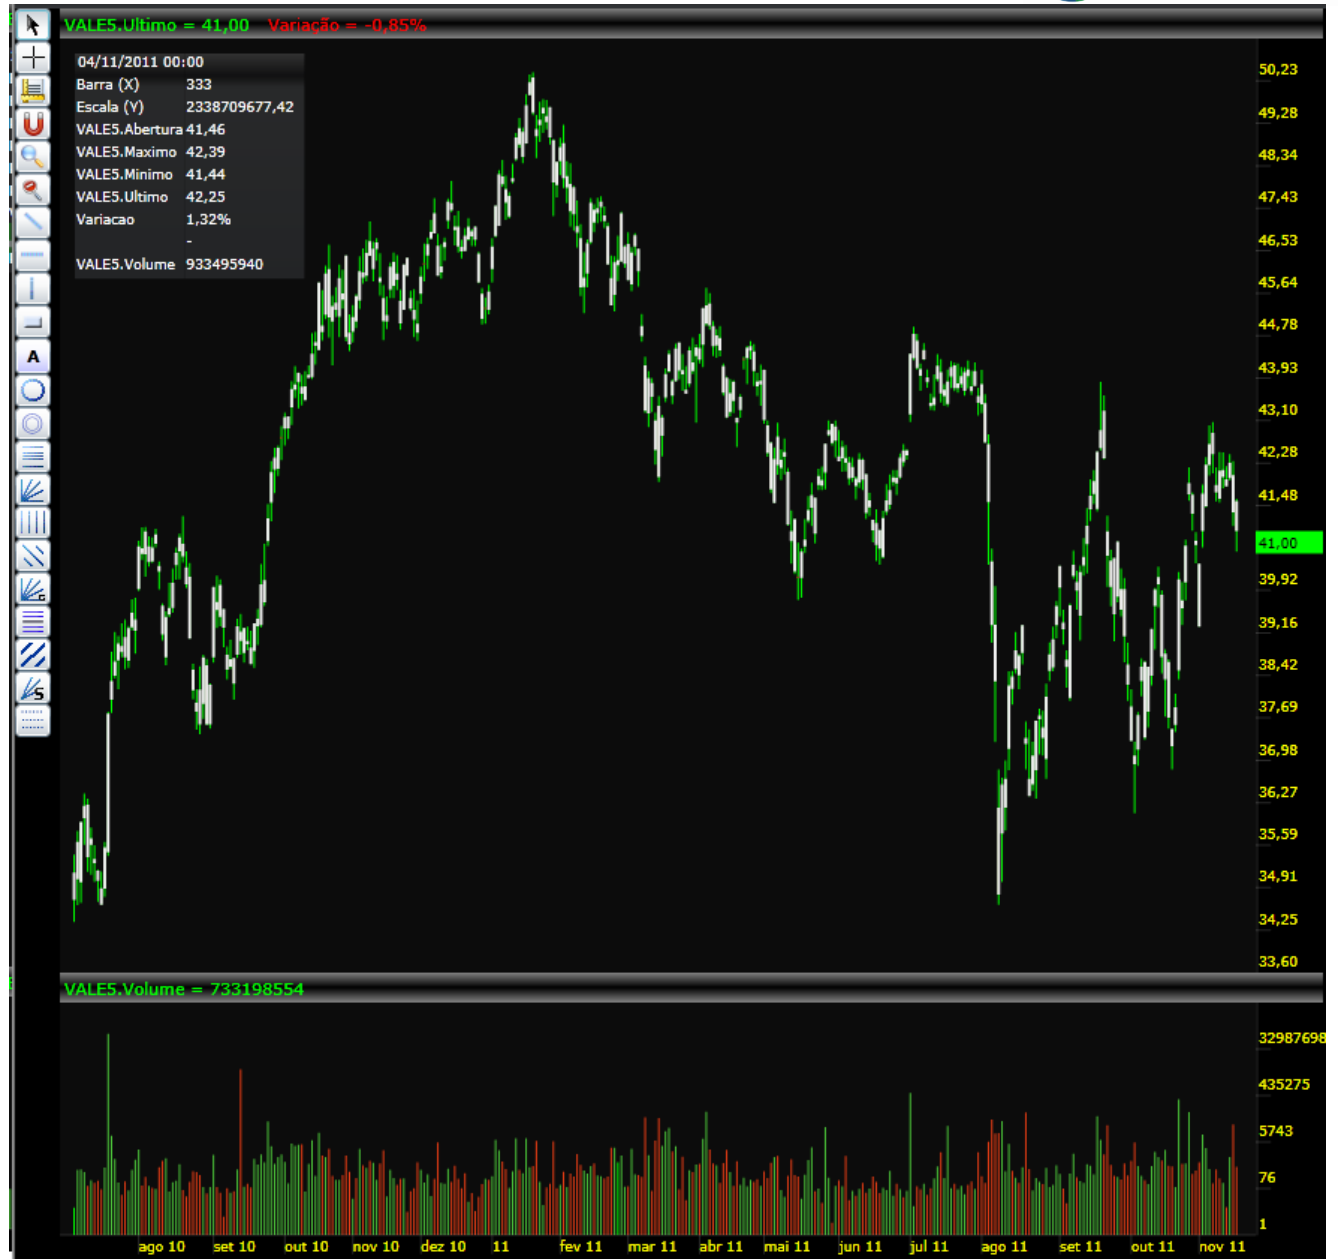 VALE5.Ultimo = 41,00 Variação = -0,85%
04/11/2011 00:00
Barra (X) 333
Escala (Y) 2338709677,42
VALE5.Abertura 41,46
VALE5.Maximo 42,39
VALE5.Minimo 41,44
VALE5.Ultimo 42,25
Variacao 1,32%
-
VALE5.Volume 933495940
50,23
49,28
48,34
47,43
46,53
45,64
44,78
43,93
43,10
42,28
41,48
41,00
39,92
39,16
38,42
37,69
36,98
36,27
35,59
34,91
34,25
33,60
A
G
S
VALE5.Volume = 733198554
32987698
435275
5743
76
1
ago 10 set 10 out 10 nov 10 dez 10 11 fev 11 mar 11 abr 11 mai 11 jun 11 jul 11 ago 11 set 11 out 11 nov 11